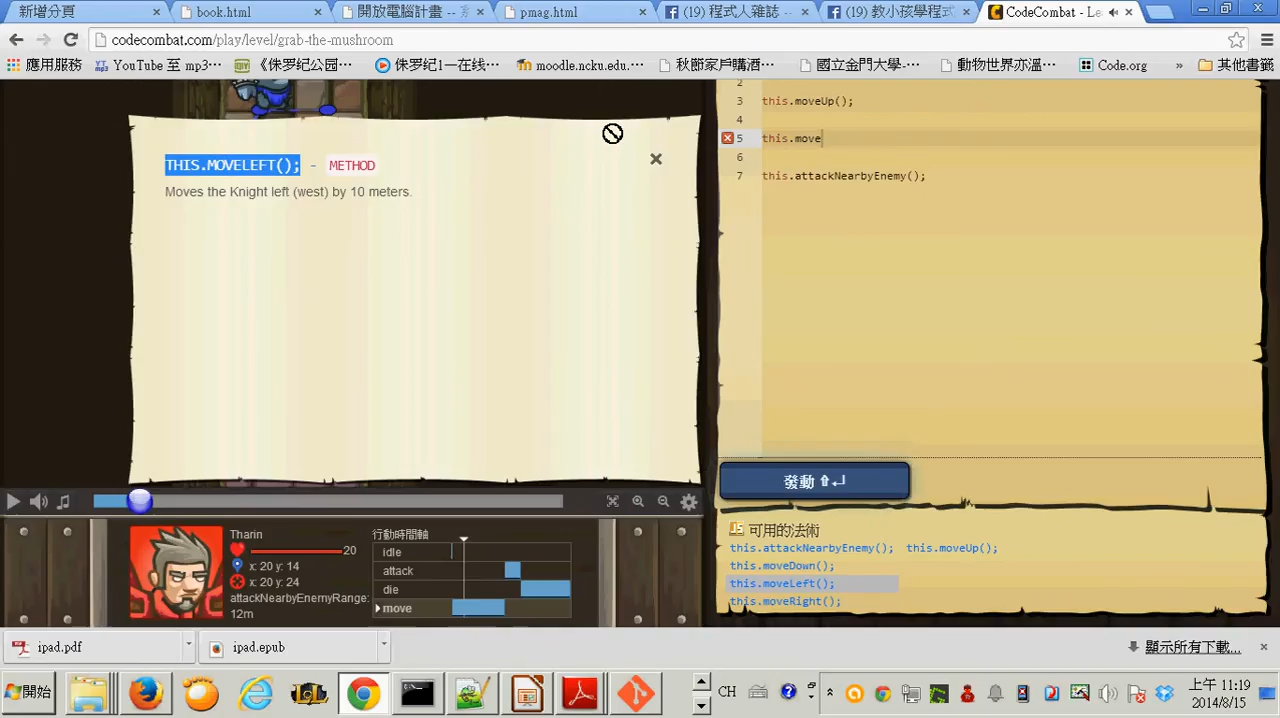 新增分頁
book.html
開放電腦計畫 -- 
pmag.html
(19) 程式人雜誌
(19) 教小孩學程式
CodeCombat - Le
codecombat.com/play/level/grab-the-mushroom
應用服務
YouTube 至 mp3…
《侏罗纪公园…
侏罗纪1—在线…
moodle.ncku.edu.…
秋節家戶購酒…
國立金門大學-…
動物世界亦溫…
Code.org
»
其他書籤
2
3 this.moveUp();
4
5 this.move
6
7 this.attackNearbyEnemy();
THIS.MOVELEFT(); - METHOD
Moves the Knight left (west) by 10 meters.
發動 ⇧↵
Tharin
20
x: 20 y: 14
x: 20 y: 24
attackNearbyEnemyRange:
12m
行動時間軸
idle
attack
die
move
可用的法術
this.attackNearbyEnemy(); this.moveUp();
this.moveDown();
this.moveLeft();
this.moveRight();
ipad.pdf
ipad.epub
顯示所有下載...
開始
CH
上午 11:19
2014/8/15